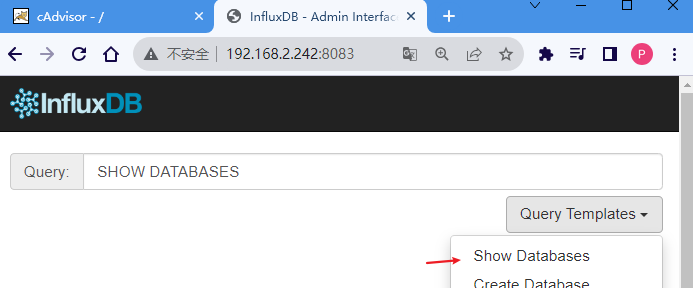 cAdvisor - /
InfluxDB - Admin Interface
不安全 192.168.2.242:8083
P
InfluxDB
Query: SHOW DATABASES
Query Templates
Show Databases
Create Database